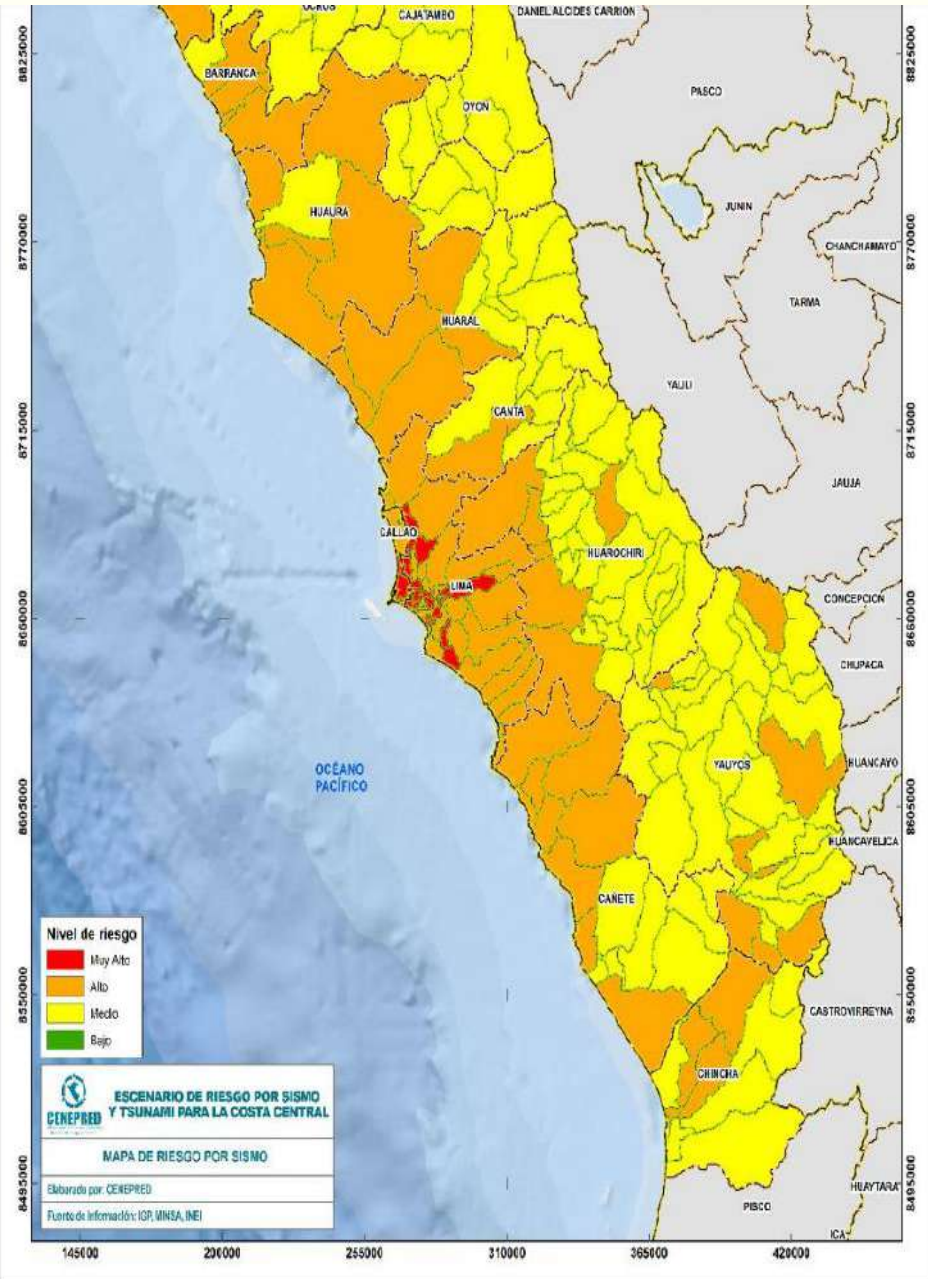 OCROS
CAJATAMBO
DANIEL ALCIDES CARRION
8825000
8825000
BARRANCA
PASCO
OYON
JUNIN
HUAURA
8770000
8770000
CHANCHAMAYO
TARMA
HUARAL
YAULI
CANTA
8715000
8715000
JAUJA
CALLAO
HUAROCHIRI
LIMA
CONCEPCION
8660000
8660000
CHUPACA
OCÉANO
PACÍFICO
YAUYOS
HUANCAYO
8605000
8605000
HUANCAVELICA
CAÑETE
Nivel de riesgo
Muy Alto
Alto
Medio
Bajo
8550000
8550000
CASTROVIRREYNA
CHINCHA
CENEPRED
ESCENARIO DE RIESGO POR SISMO
Y TSUNAMI PARA LA COSTA CENTRAL
MAPA DE RIESGO POR SISMO
Elaborado por: CENEPRED
Fuente de Información: IGP, MINSA, INEI
8495000
8495000
HUAYTARA
PISCO
ICA
145000
200000
255000
310000
365000
420000